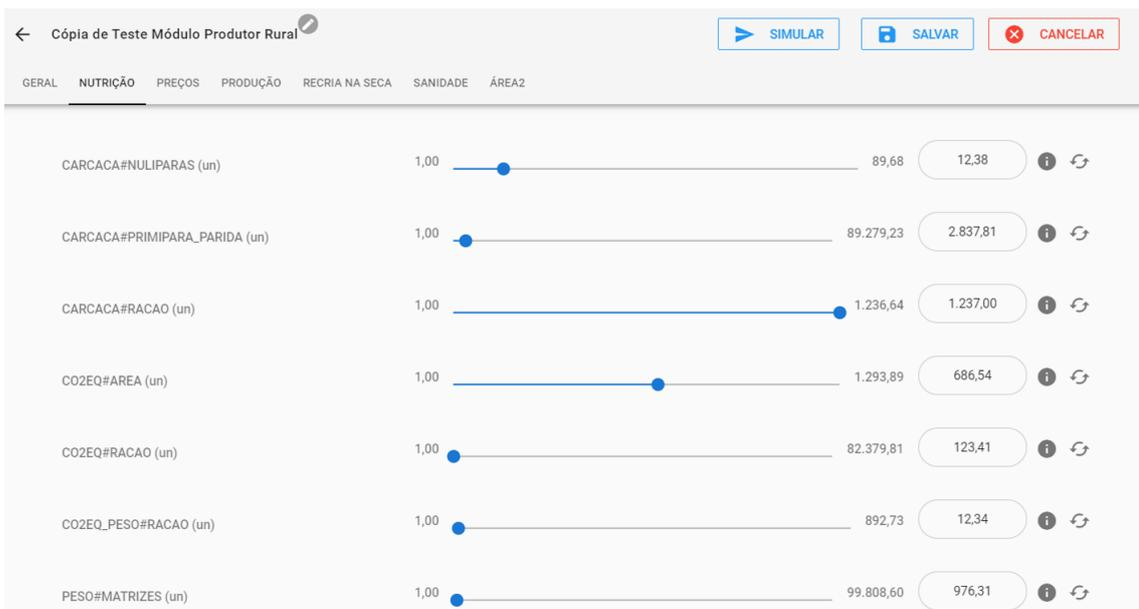 Cópia de Teste Módulo Produtor Rural
SIMULAR
SALVAR
CANCELAR
GERAL NUTRIÇÃO PREÇOS PRODUÇÃO RECRIA NA SECA SANIDADE ÁREA2
CARCACA#NULIPARAS (un) 1,00 89,68 12,38
CARCACA#PRIMIPARA_PARIDA (un) 1,00 89.279,23 2.837,81
CARCACA#RACAO (un) 1,00 1.236,64 1.237,00
CO2EQ#AREA (un) 1,00 1.293,89 686,54
CO2EQ#RACAO (un) 1,00 82.379,81 123,41
CO2EQ_PESO#RACAO (un) 1,00 892,73 12,34
PESO#MATRIZES (un) 1,00 99.808,60 976,31